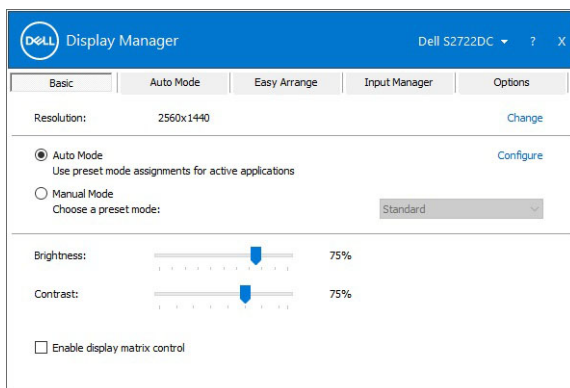 DELL Display Manager Dell S2722DC ? X
Basic Auto Mode Easy Arrange Input Manager Options
Resolution: 2560x1440 Change
Auto Mode Configure
Use preset mode assignments for active applications
Manual Mode
Choose a preset mode: Standard
Brightness: 75%
Contrast: 75%
Enable display matrix control